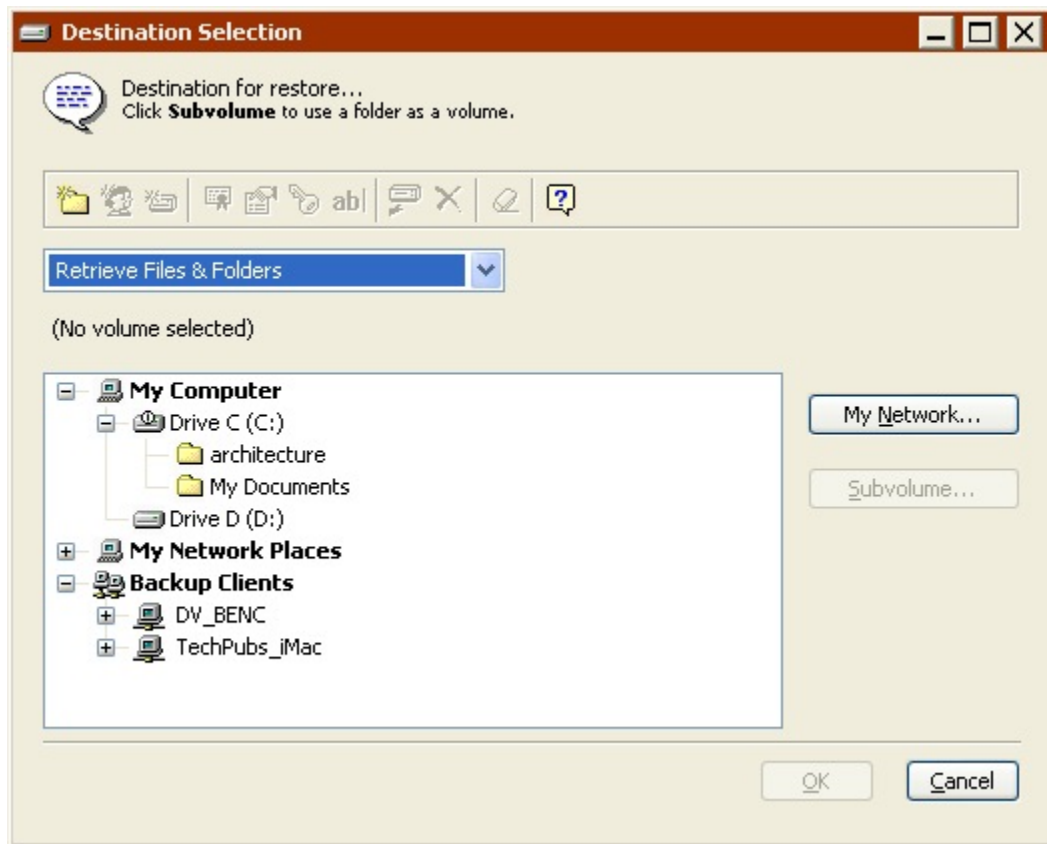 Destination Selection
Destination for restore...
Click Subvolume to use a folder as a volume.
ab|
Retrieve Files & Folders
(No volume selected)
My Computer
Drive C (C:)
architecture
My Documents
Drive D (D:)
My Network Places
Backup Clients
DV_BENC
TechPubs_iMac
My Network...
Subvolume...
OK
Cancel